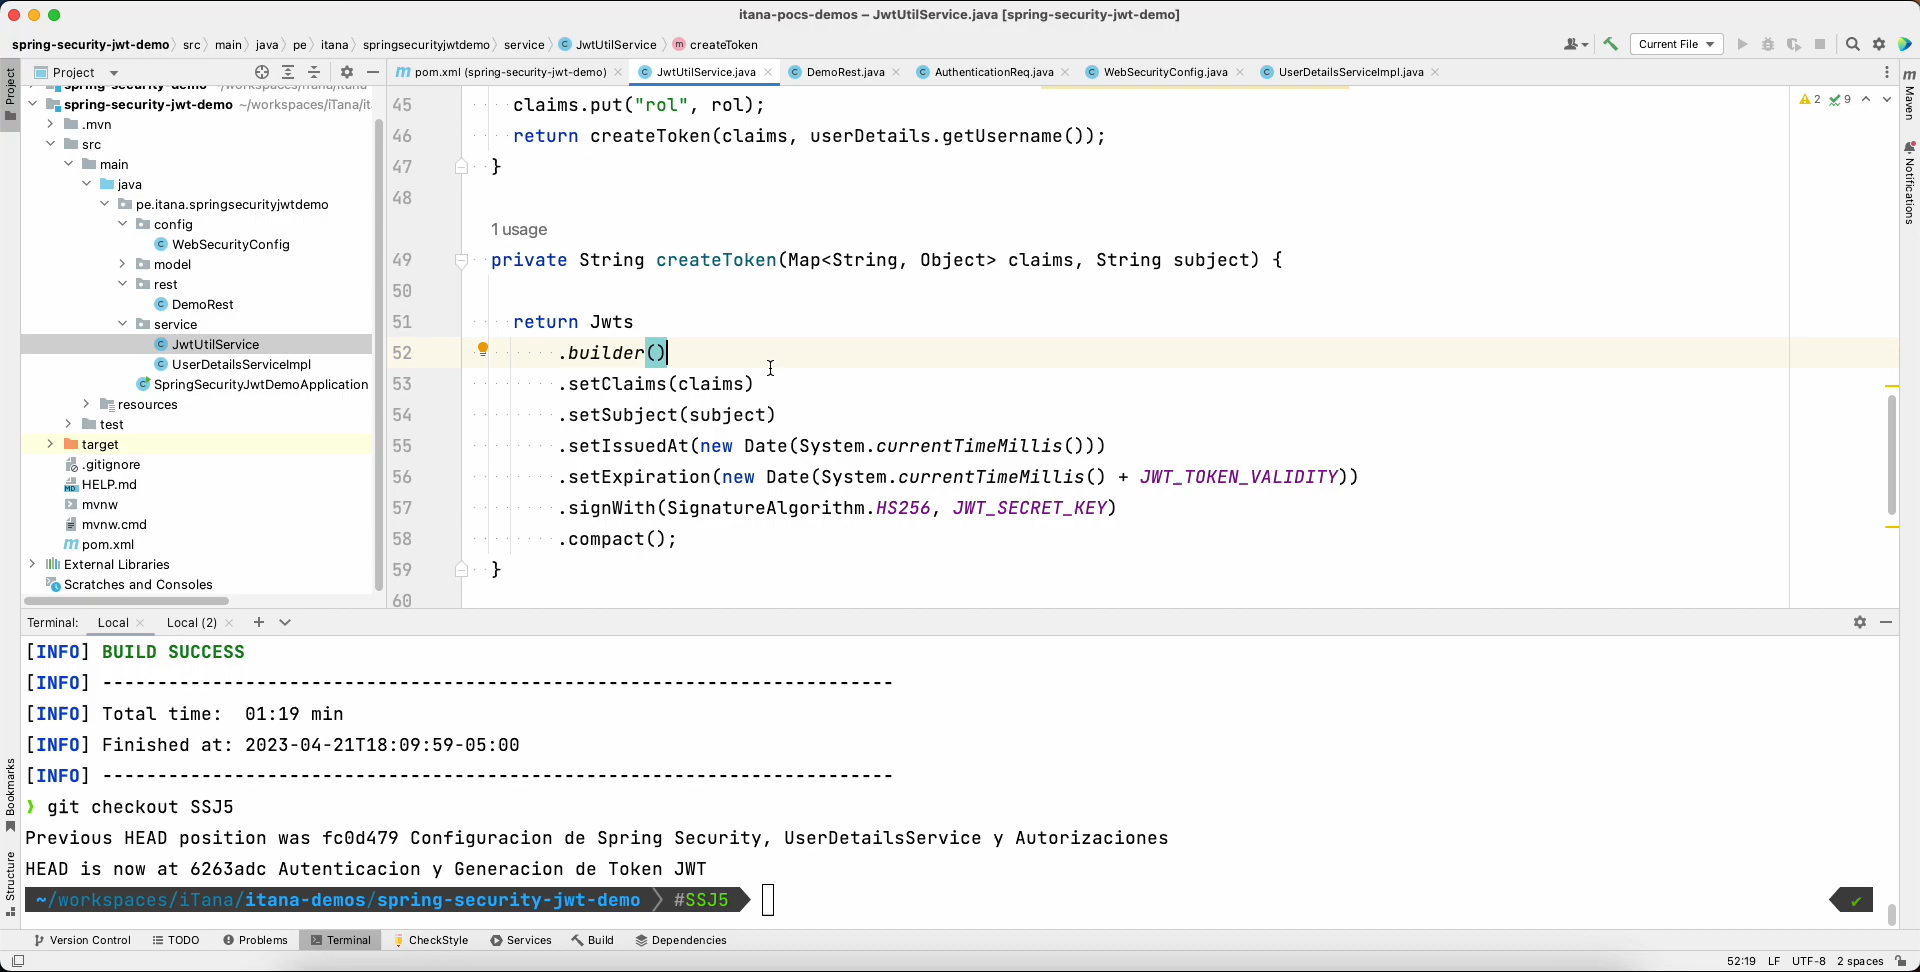 itana-pocs-demos – JwtUtilService.java [spring-security-jwt-demo]
spring-security-jwt-demo src main java pe itana springsecurityjwtdemo service JwtUtilService createToken
Current File
Project
pom.xml (spring-security-jwt-demo) JwtUtilService.java DemoRest.java AuthenticationReq.java WebSecurityConfig.java UserDetailsServiceImpl.java
Project
Maven
Notifications
Bookmarks
Structure
spring-security-jwt-demo ~/workspaces/iTana/it
.mvn
src
main
java
pe.itana.springsecurityjwtdemo
config
WebSecurityConfig
model
rest
DemoRest
service
JwtUtilService
UserDetailsServiceImpl
SpringSecurityJwtDemoApplication
resources
test
target
.gitignore
HELP.md
mvnw
mvnw.cmd
pom.xml
External Libraries
Scratches and Consoles
2 9
45 claims.put("rol", rol);
46 return createToken(claims, userDetails.getUsername());
47 }
48
1 usage
49 private String createToken(Map<String, Object> claims, String subject) {
50
51 return Jwts
52 .builder()
53 .setClaims(claims)
54 .setSubject(subject)
55 .setIssuedAt(new Date(System.currentTimeMillis()))
56 .setExpiration(new Date(System.currentTimeMillis() + JWT_TOKEN_VALIDITY))
57 .signWith(SignatureAlgorithm.HS256, JWT_SECRET_KEY)
58 .compact();
59 }
60
Terminal: Local Local (2)
[INFO] BUILD SUCCESS
[INFO] ------------------------------------------------------------------------
[INFO] Total time:  01:19 min
[INFO] Finished at: 2023-04-21T18:09:59-05:00
[INFO] ------------------------------------------------------------------------
❯ git checkout SSJ5
Previous HEAD position was fc0d479 Configuracion de Spring Security, UserDetailsService y Autorizaciones
HEAD is now at 6263adc Autenticacion y Generacion de Token JWT
~/workspaces/iTana/itana-demos/spring-security-jwt-demo #SSJ5 ✔
Version Control TODO Problems Terminal CheckStyle Services Build Dependencies
52:19 LF UTF-8 2 spaces